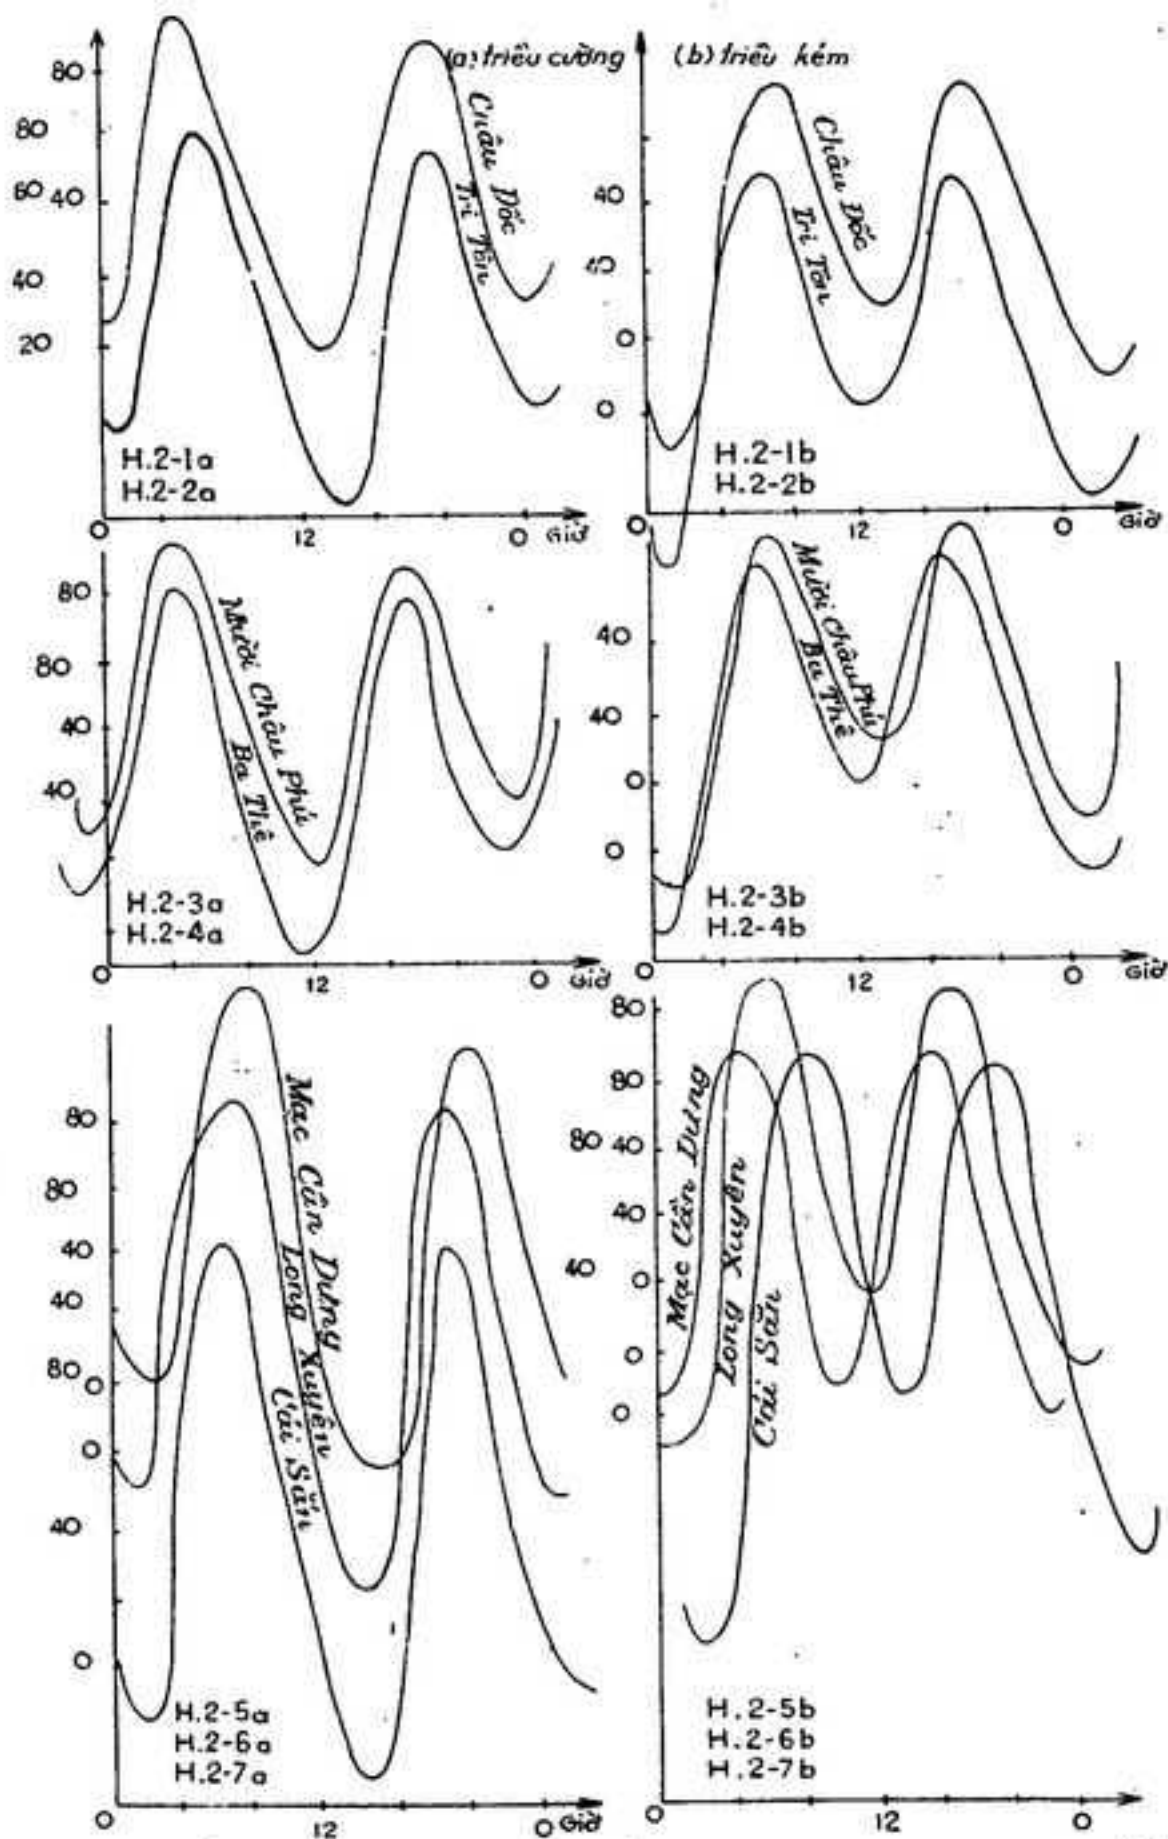 (a) triều cường (b) triều kém
80
80
60 40
40
20
Châu Đốc
Tri Tôn
H.2-1a
H.2-2a
0 12 0 Giờ
40
40
0
0
Châu Đốc
Tri Tôn
H.2-1b
H.2-2b
0 12 0 Giờ
80
80
40
40
Mười Châu Phú
Ba Thê
H.2-3a
H.2-4a
0 12 0 Giờ
40
40
0
0
Mười Châu Phú
Ba Thê
H.2-3b
H.2-4b
0 12 0 Giờ
80
80
40
40
80
0
0
40
0
Mạc Cần Dưng
Long Xuyên
Cái Sắn
H.2-5a
H.2-6a
H.2-7a
0 12 0 Giờ
80
80
80 40
40
40 0
0
0
Mạc Cần Dưng
Long Xuyên
Cái Sắn
H.2-5b
H.2-6b
H.2-7b
0 12 0